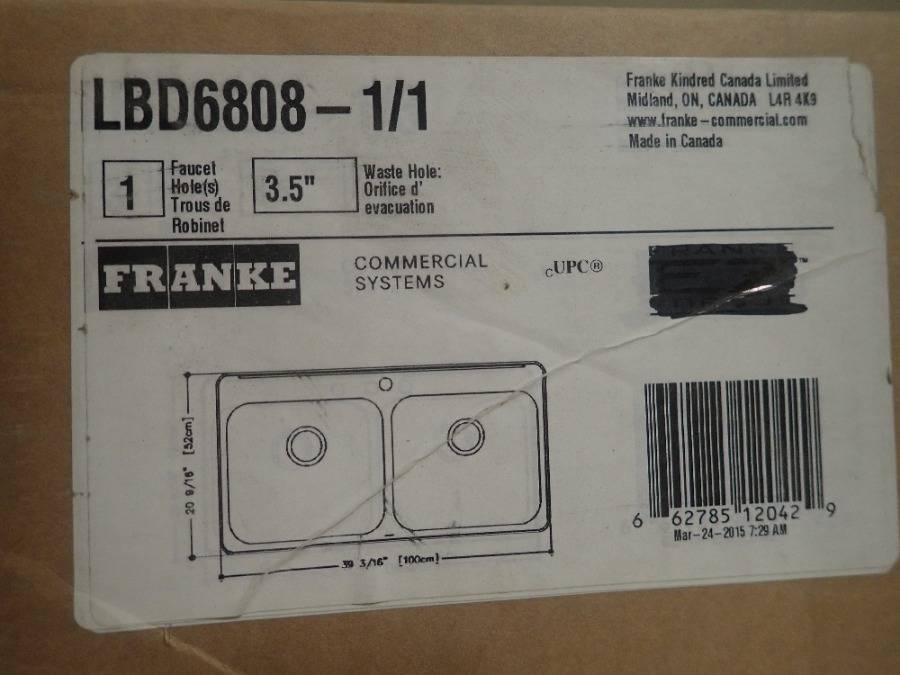 LBD6808-1/1
Franke Kindred Canada Limited
Midland, ON, CANADA L4R 4K9
www.franke-commercial.com
Made in Canada
1
Faucet
Hole(s)
Trous de
Robinet
3.5"
Waste Hole:
Orifice d'
evacuation
FRANKE
COMMERCIAL
SYSTEMS
cUPC®
FRANKE
™
20 9/16" [52cm]
39 3/16" [100cm]
6 62785 12042 9
Mar-24-2015 7:29 AM